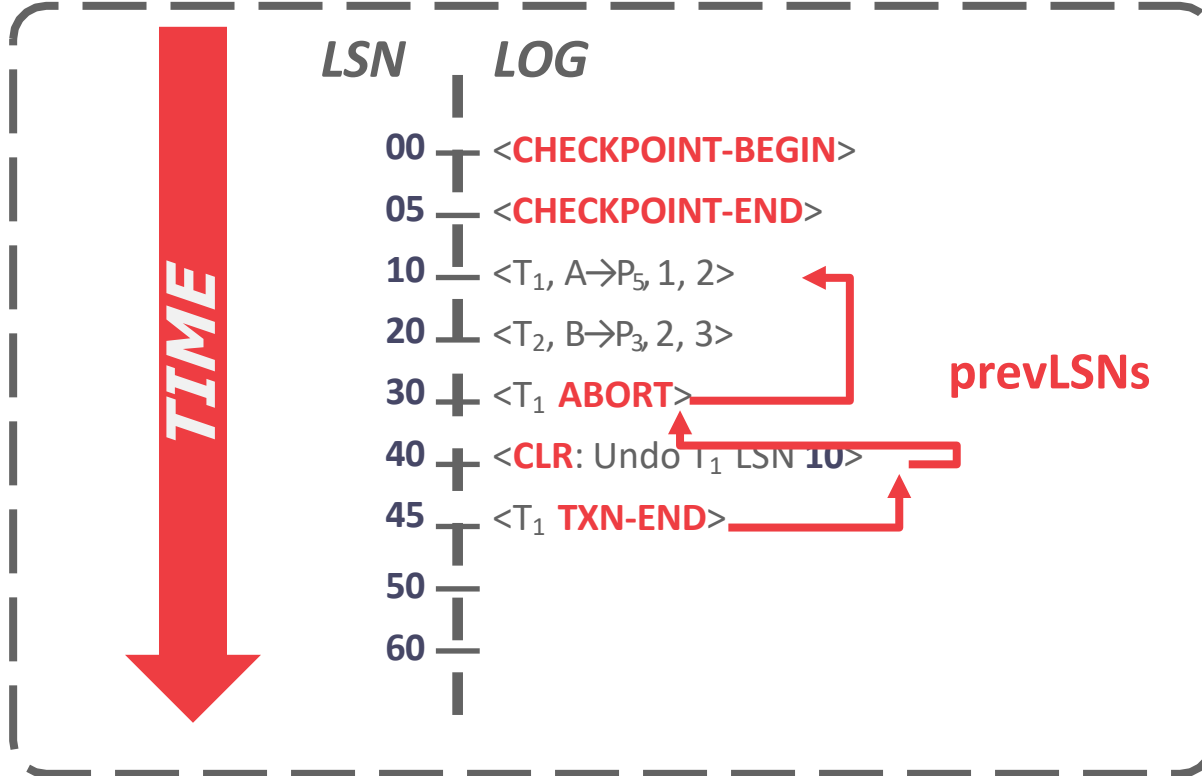 LSN LOG
00 <CHECKPOINT-BEGIN>
05 <CHECKPOINT-END>
10 <T₁, A→P₅, 1, 2>
20 <T₂, B→P₃, 2, 3>
30 <T₁ ABORT>
prevLSNs
40 <CLR: Undo T₁ LSN 10>
45 <T₁ TXN-END>
50
60
TIME